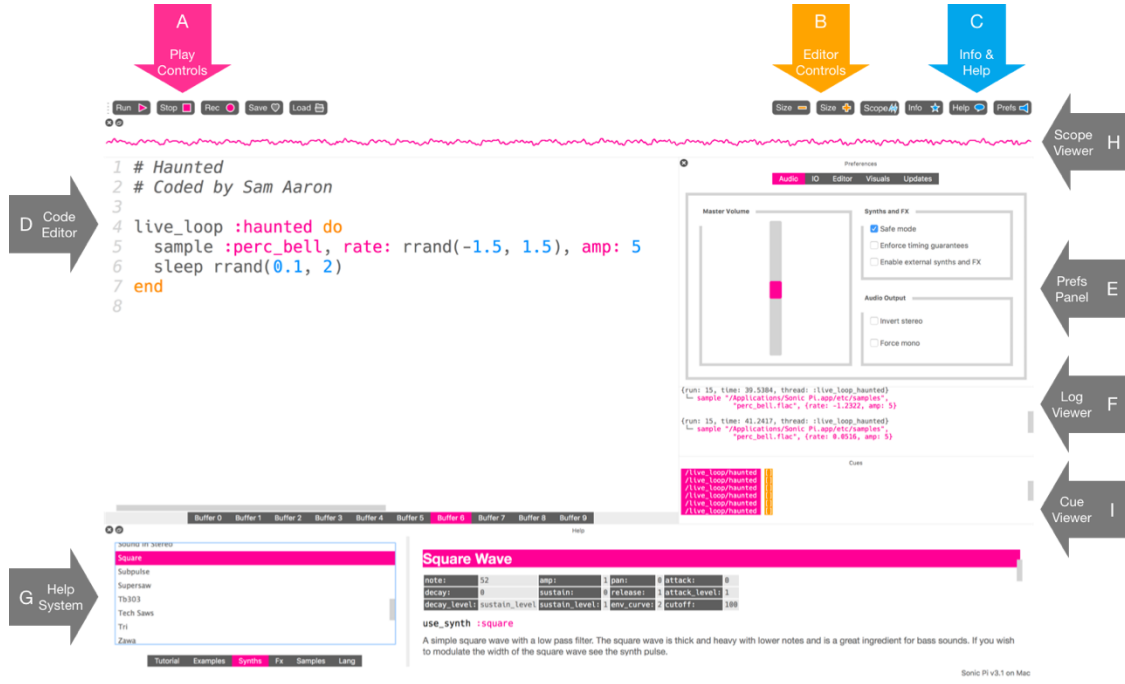 A
Play
Controls
B
Editor
Controls
C
Info &
Help
Run Stop Rec Save Load
Size Size Scope Info Help Prefs
Scope
Viewer H
1 # Haunted
2 # Coded by Sam Aaron
3
4 live_loop :haunted do
5 sample :perc_bell, rate: rrand(-1.5, 1.5), amp: 5
6 sleep rrand(0.1, 2)
7 end
8
D Code
Editor
Preferences
Audio IO Editor Visuals Updates
Master Volume
Synths and FX
Safe mode
Enforce timing guarantees
Enable external synths and FX
Audio Output
Invert stereo
Force mono
Prefs
Panel E
{run: 15, time: 39.5384, thread: :live_loop_haunted}
└─ sample "/Applications/Sonic Pi.app/etc/samples",
"perc_bell.flac", {rate: -1.2322, amp: 5}
{run: 15, time: 41.2417, thread: :live_loop_haunted}
└─ sample "/Applications/Sonic Pi.app/etc/samples",
"perc_bell.flac", {rate: 0.0516, amp: 5}
Log
Viewer F
Cues
/live_loop/haunted
/live_loop/haunted
/live_loop/haunted
/live_loop/haunted
/live_loop/haunted
/live_loop/haunted
Cue
Viewer I
Buffer 0 Buffer 1 Buffer 2 Buffer 3 Buffer 4 Buffer 5 Buffer 6 Buffer 7 Buffer 8 Buffer 9
Help
G Help
System
Sound In Stereo
Square
Subpulse
Supersaw
Tb303
Tech Saws
Tri
Zawa
Tutorial Examples Synths Fx Samples Lang
Square Wave
note: 52 amp: 1 pan: 0 attack: 0
decay: 0 sustain: 0 release: 1 attack_level: 1
decay_level: sustain_level sustain_level: 1 env_curve: 2 cutoff: 100
use_synth :square
A simple square wave with a low pass filter. The square wave is thick and heavy with lower notes and is a great ingredient for bass sounds. If you wish
to modulate the width of the square wave see the synth pulse.
Sonic Pi v3.1 on Mac